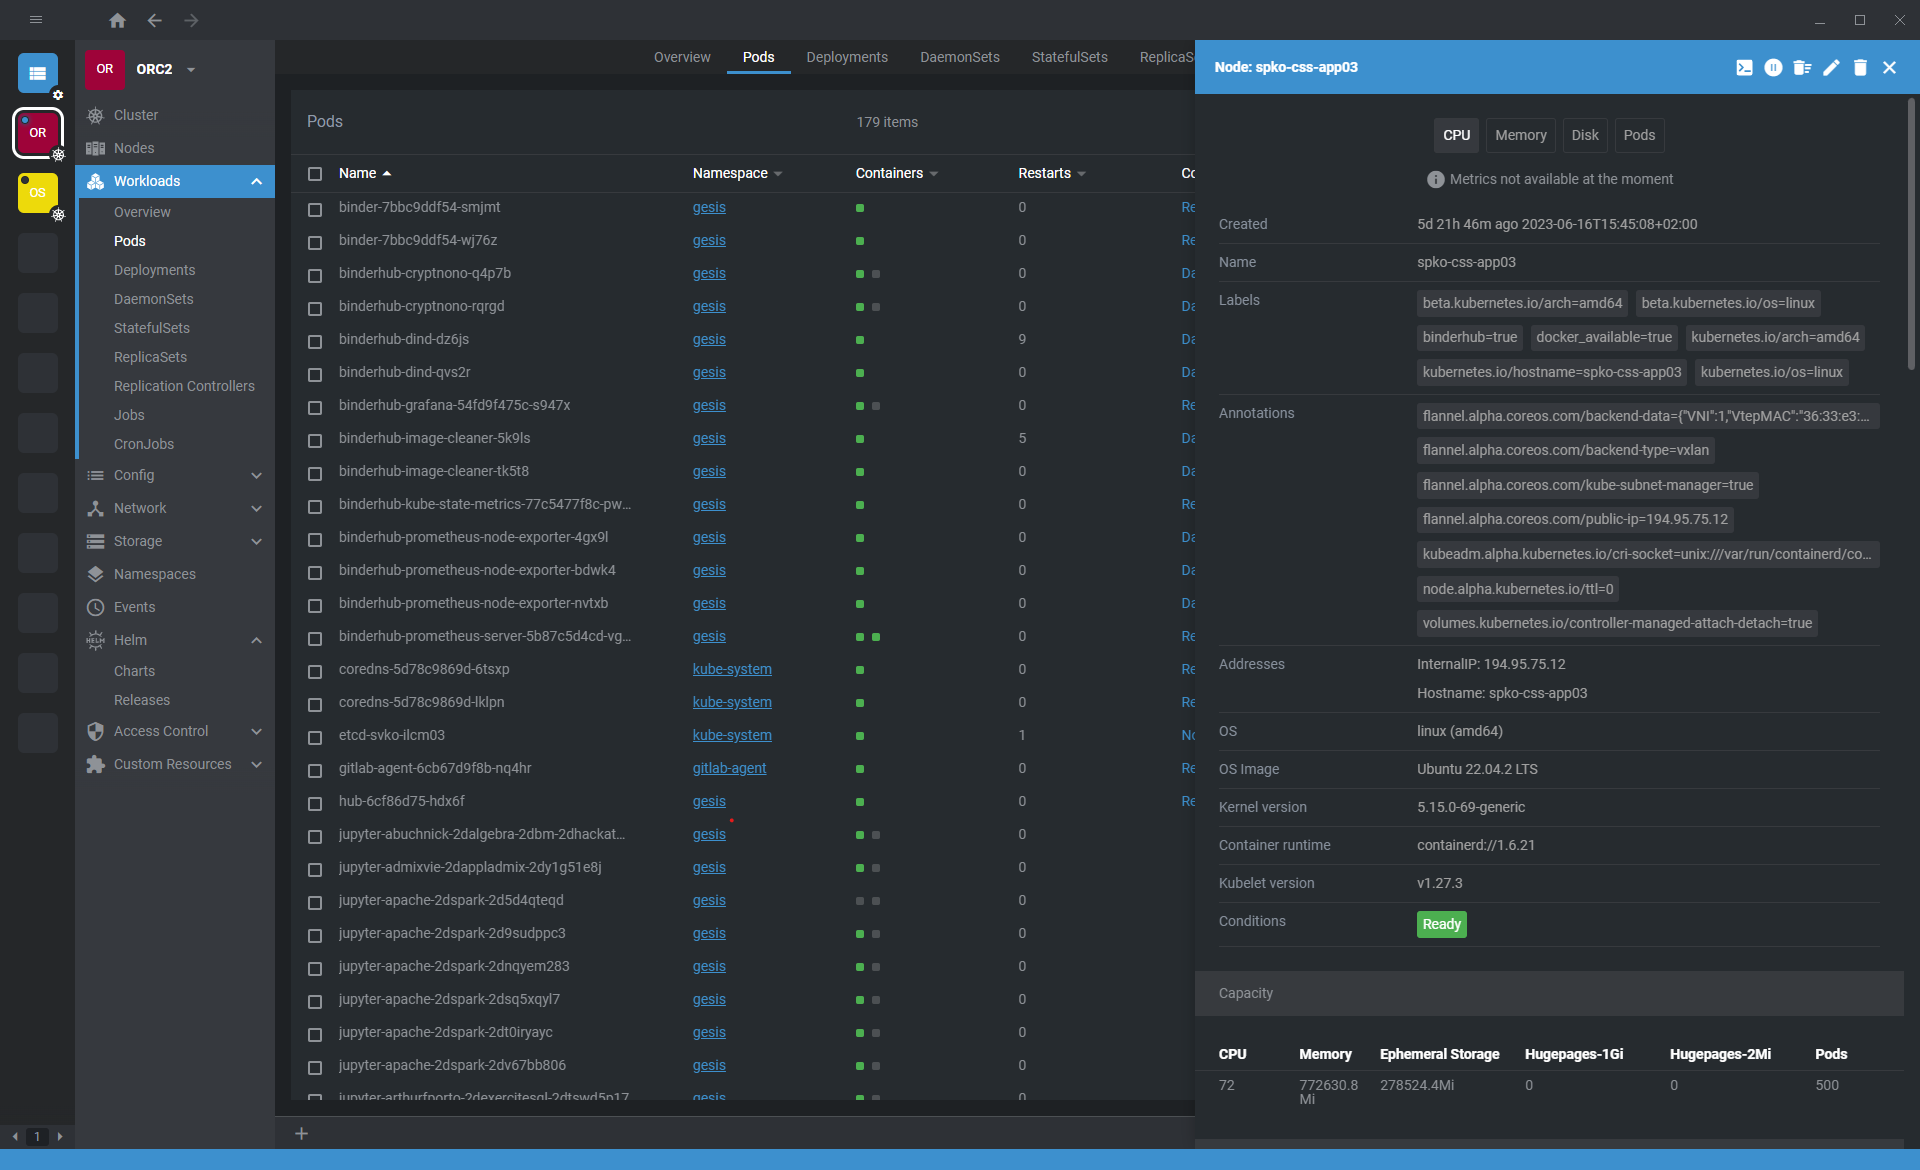 OR
ORC2
OR
OS
Cluster
Nodes
Workloads
Overview
Pods
Deployments
DaemonSets
StatefulSets
ReplicaSets
Replication Controllers
Jobs
CronJobs
Config
Network
Storage
Namespaces
Events
HELM Helm
Charts
Releases
Access Control
Custom Resources
1
Overview Pods Deployments DaemonSets StatefulSets ReplicaS
Pods 179 items
Name Namespace Containers Restarts Co
binder-7bbc9ddf54-smjmt gesis 0 Re
binder-7bbc9ddf54-wj76z gesis 0 Re
binderhub-cryptnono-q4p7b gesis 0 Da
binderhub-cryptnono-rqrgd gesis 0 Da
binderhub-dind-dz6js gesis 9 Da
binderhub-dind-qvs2r gesis 0 Da
binderhub-grafana-54fd9f475c-s947x gesis 0 Re
binderhub-image-cleaner-5k9ls gesis 5 Da
binderhub-image-cleaner-tk5t8 gesis 0 Da
binderhub-kube-state-metrics-77c5477f8c-pw... gesis 0 Re
binderhub-prometheus-node-exporter-4gx9l gesis 0 Da
binderhub-prometheus-node-exporter-bdwk4 gesis 0 Da
binderhub-prometheus-node-exporter-nvtxb gesis 0 Da
binderhub-prometheus-server-5b87c5d4cd-vg... gesis 0 Re
coredns-5d78c9869d-6tsxp kube-system 0 Re
coredns-5d78c9869d-lklpn kube-system 0 Re
etcd-svko-ilcm03 kube-system 1 No
gitlab-agent-6cb67d9f8b-nq4hr gitlab-agent 0 Re
hub-6cf86d75-hdx6f gesis 0 Re
jupyter-abuchnick-2dalgebra-2dbm-2dhackat... gesis 0
jupyter-admixvie-2dappladmix-2dy1g51e8j gesis 0
jupyter-apache-2dspark-2d5d4qteqd gesis 0
jupyter-apache-2dspark-2d9sudppc3 gesis 0
jupyter-apache-2dspark-2dnqyem283 gesis 0
jupyter-apache-2dspark-2dsq5xqyl7 gesis 0
jupyter-apache-2dspark-2dt0iryayc gesis 0
jupyter-apache-2dspark-2dv67bb806 gesis 0
jupyter-arthurfporto-2dexercitesql-2dtswd5p17 gesis 0
Node: spko-css-app03
CPU Memory Disk Pods
Metrics not available at the moment
Created 5d 21h 46m ago 2023-06-16T15:45:08+02:00
Name spko-css-app03
Labels beta.kubernetes.io/arch=amd64 beta.kubernetes.io/os=linux
binderhub=true docker_available=true kubernetes.io/arch=amd64
kubernetes.io/hostname=spko-css-app03 kubernetes.io/os=linux
Annotations flannel.alpha.coreos.com/backend-data={"VNI":1,"VtepMAC":"36:33:e3:...
flannel.alpha.coreos.com/backend-type=vxlan
flannel.alpha.coreos.com/kube-subnet-manager=true
flannel.alpha.coreos.com/public-ip=194.95.75.12
kubeadm.alpha.kubernetes.io/cri-socket=unix:///var/run/containerd/co...
node.alpha.kubernetes.io/ttl=0
volumes.kubernetes.io/controller-managed-attach-detach=true
Addresses InternalIP: 194.95.75.12
Hostname: spko-css-app03
OS linux (amd64)
OS Image Ubuntu 22.04.2 LTS
Kernel version 5.15.0-69-generic
Container runtime containerd://1.6.21
Kubelet version v1.27.3
Conditions Ready
Capacity
CPU Memory Ephemeral Storage Hugepages-1Gi Hugepages-2Mi Pods
72 772630.8 278524.4Mi 0 0 500
Mi